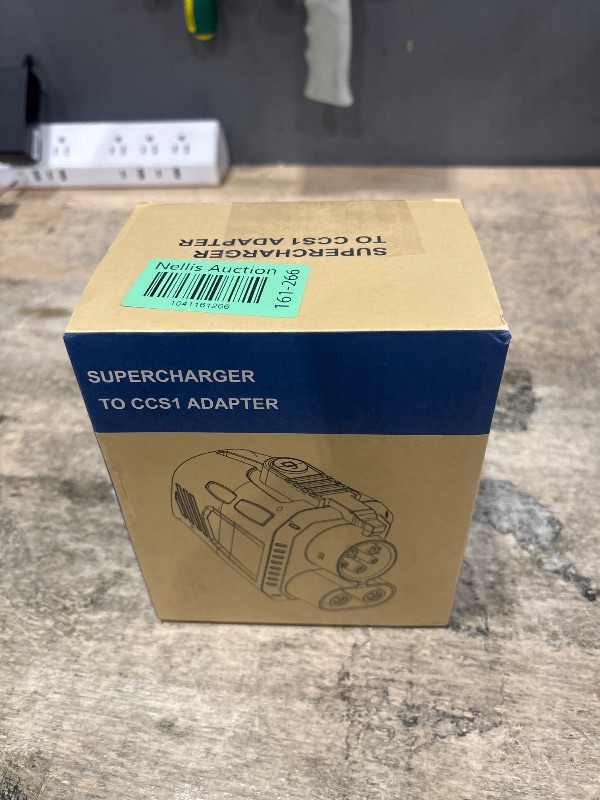 SUPERCHARGER
TO CCS1 ADAPTER
Nellis Auction
1041161266
161-266
SUPERCHARGER
TO CCS1 ADAPTER